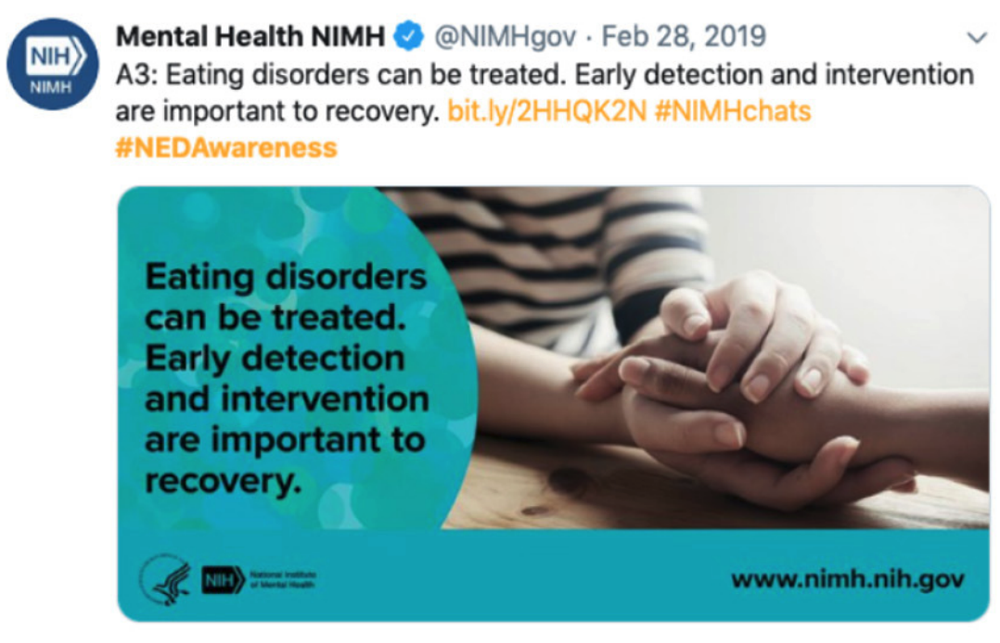 NIH
NIMH
Mental Health NIMH @NIMHgov · Feb 28, 2019
A3: Eating disorders can be treated. Early detection and intervention
are important to recovery. bit.ly/2HHQK2N #NIMHchats
#NEDAwareness
Eating disorders
can be treated.
Early detection
and intervention
are important to
recovery.
NIH
National Institute
of Mental Health
www.nimh.nih.gov